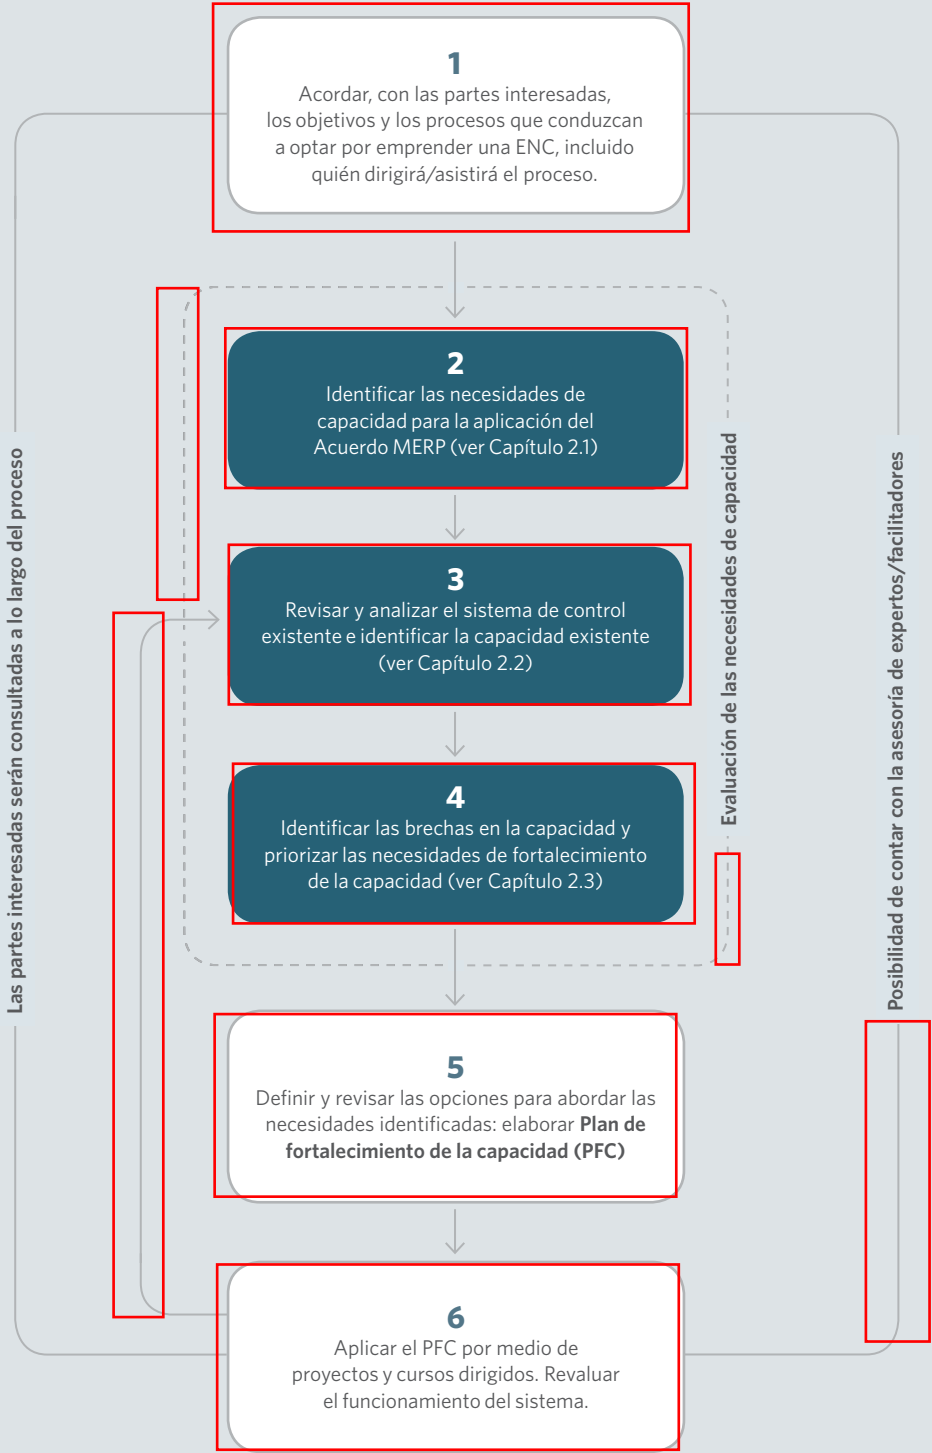 1
Acordar, con las partes interesadas,
los objetivos y los procesos que conduzcan
a optar por emprender una ENC, incluido
quién dirigirá/asistirá el proceso.
2
Identificar las necesidades de
capacidad para la aplicación del
Acuerdo MERP (ver Capítulo 2.1)
3
Revisar y analizar el sistema de control
existente e identificar la capacidad existente
(ver Capítulo 2.2)
4
Identificar las brechas en la capacidad y
priorizar las necesidades de fortalecimiento
de la capacidad (ver Capítulo 2.3)
5
Definir y revisar las opciones para abordar las
necesidades identificadas: elaborar Plan de
fortalecimiento de la capacidad (PFC)
6
Aplicar el PFC por medio de
proyectos y cursos dirigidos. Revaluar
el funcionamiento del sistema.
Las partes interesadas serán consultadas a lo largo del proceso
Evaluación de las necesidades de capacidad
Posibilidad de contar con la asesoría de expertos/facilitadores